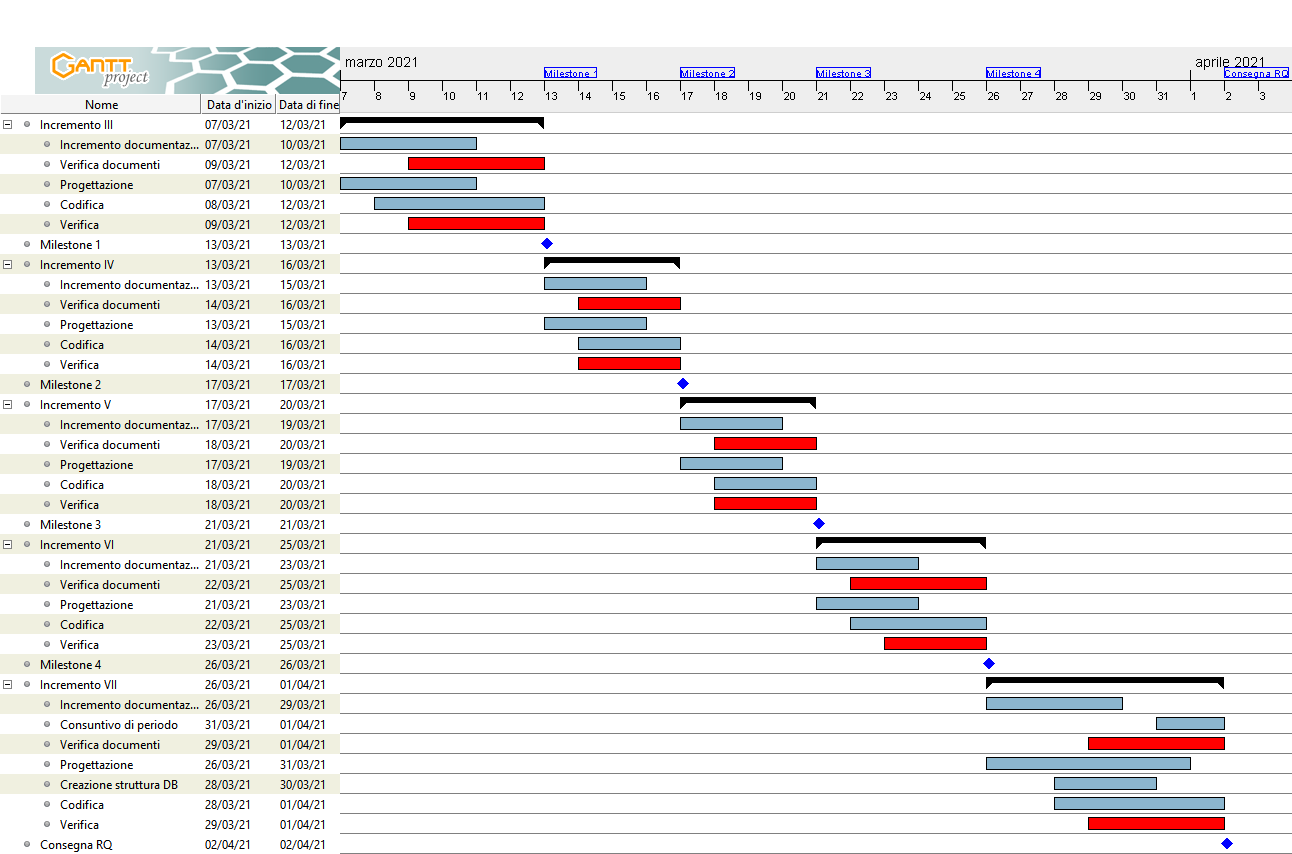 GANTT
project
marzo 2021
aprile 2021
Milestone 1
Milestone 2
Milestone 3
Milestone 4
Consegna RQ
Nome Data d'inizio Data di fine
7 8 9 10 11 12 13 14 15 16 17 18 19 20 21 22 23 24 25 26 27 28 29 30 31 1 2 3
Incremento III 07/03/21 12/03/21
Incremento documentaz... 07/03/21 10/03/21
Verifica documenti 09/03/21 12/03/21
Progettazione 07/03/21 10/03/21
Codifica 08/03/21 12/03/21
Verifica 09/03/21 12/03/21
Milestone 1 13/03/21 13/03/21
Incremento IV 13/03/21 16/03/21
Incremento documentaz... 13/03/21 15/03/21
Verifica documenti 14/03/21 16/03/21
Progettazione 13/03/21 15/03/21
Codifica 14/03/21 16/03/21
Verifica 14/03/21 16/03/21
Milestone 2 17/03/21 17/03/21
Incremento V 17/03/21 20/03/21
Incremento documentaz... 17/03/21 19/03/21
Verifica documenti 18/03/21 20/03/21
Progettazione 17/03/21 19/03/21
Codifica 18/03/21 20/03/21
Verifica 18/03/21 20/03/21
Milestone 3 21/03/21 21/03/21
Incremento VI 21/03/21 25/03/21
Incremento documentaz... 21/03/21 23/03/21
Verifica documenti 22/03/21 25/03/21
Progettazione 21/03/21 23/03/21
Codifica 22/03/21 25/03/21
Verifica 23/03/21 25/03/21
Milestone 4 26/03/21 26/03/21
Incremento VII 26/03/21 01/04/21
Incremento documentaz... 26/03/21 29/03/21
Consuntivo di periodo 31/03/21 01/04/21
Verifica documenti 29/03/21 01/04/21
Progettazione 26/03/21 31/03/21
Creazione struttura DB 28/03/21 30/03/21
Codifica 28/03/21 01/04/21
Verifica 29/03/21 01/04/21
Consegna RQ 02/04/21 02/04/21